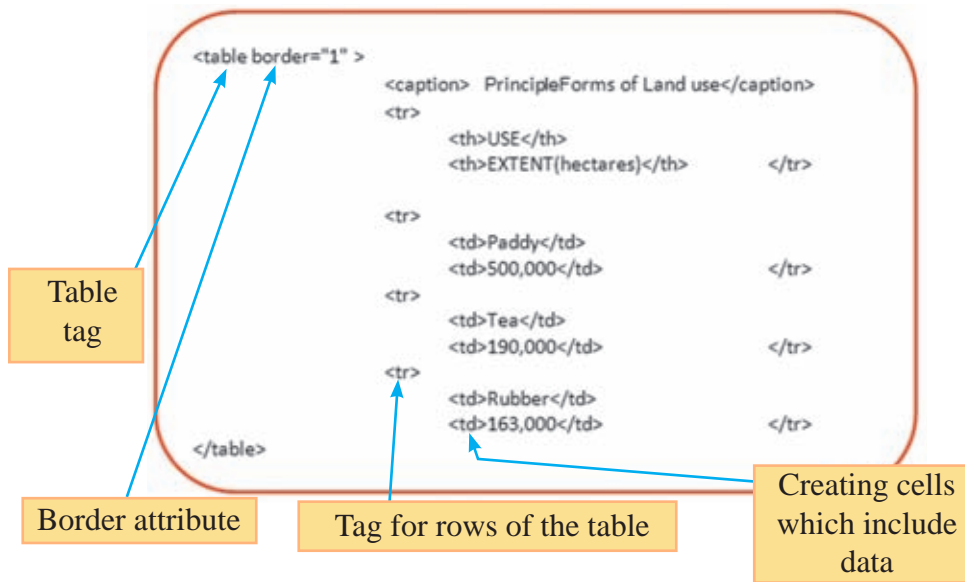 <table border="1" >
<caption> PrincipleForms of Land use</caption>
<tr>
<th>USE</th>
<th>EXTENT(hectares)</th> </tr>
<tr>
<td>Paddy</td>
<td>500,000</td> </tr>
<tr>
<td>Tea</td>
<td>190,000</td> </tr>
<tr>
<td>Rubber</td>
<td>163,000</td> </tr>
</table>
Table
tag
Border attribute
Tag for rows of the table
Creating cells
which include
data